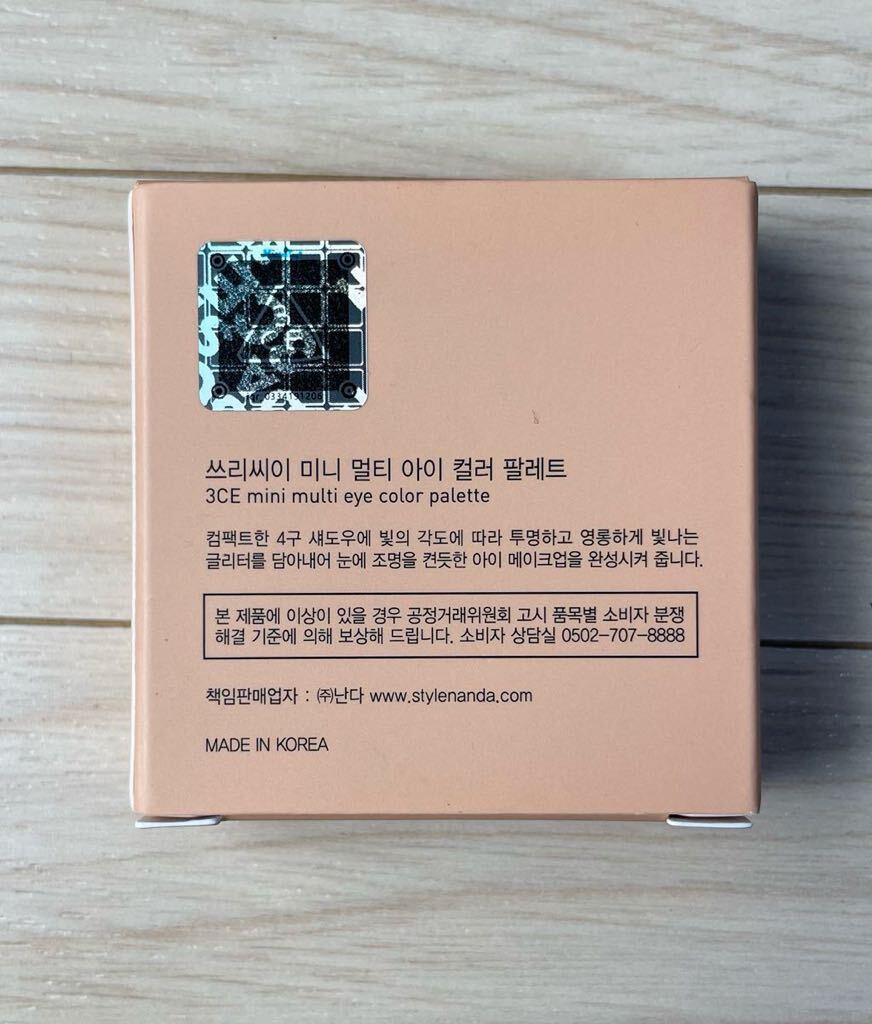 쓰리씨이 미니 멀티 아이 컬러 팔레트
3CE mini multi eye color palette
컴팩트한 4구 섀도우에 빛의 각도에 따라 투명하고 영롱하게 빛나는
글리터를 담아내어 눈에 조명을 켠듯한 아이 메이크업을 완성시켜 줍니다.
본 제품에 이상이 있을 경우 공정거래위원회 고시 품목별 소비자 분쟁
해결 기준에 의해 보상해 드립니다. 소비자 상담실 0502-707-8888
책임판매업자 : ㈜난다 www.stylenanda.com
MADE IN KOREA